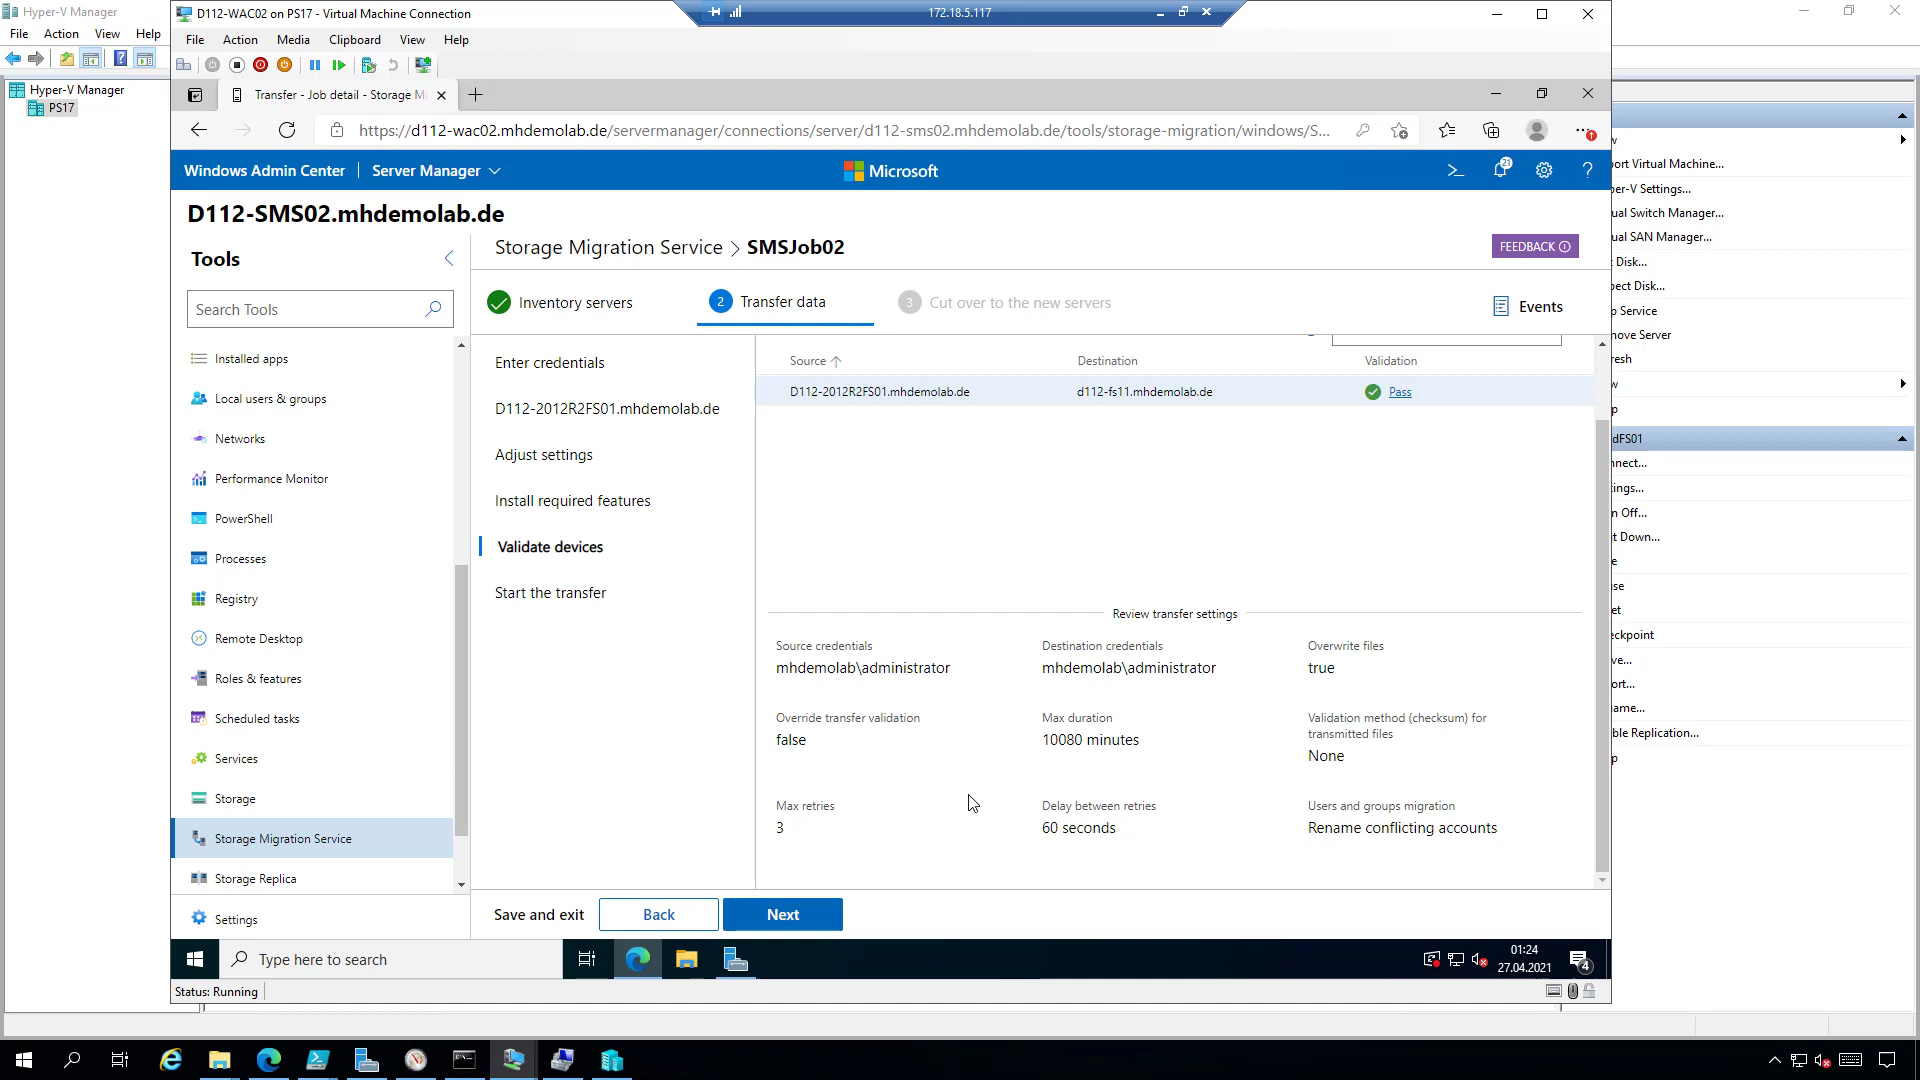 Hyper-V Manager
File Action View Help
Hyper-V Manager
PS17
D112-WAC02 on PS17 - Virtual Machine Connection
172.18.5.117
File Action Media Clipboard View Help
Transfer - Job detail - Storage M
https://d112-wac02.mhdemolab.de/servermanager/connections/server/d112-sms02.mhdemolab.de/tools/storage-migration/windows/S...
Windows Admin Center
Server Manager
Microsoft
21
D112-SMS02.mhdemolab.de
Tools
Search Tools
Installed apps
Local users & groups
Networks
Performance Monitor
PowerShell
Processes
Registry
Remote Desktop
Roles & features
Scheduled tasks
Services
Storage
Storage Migration Service
Storage Replica
Settings
Storage Migration Service > SMSJob02
FEEDBACK
Inventory servers
2 Transfer data
3 Cut over to the new servers
Events
Enter credentials
D112-2012R2FS01.mhdemolab.de
Adjust settings
Install required features
Validate devices
Start the transfer
Source Destination Validation
D112-2012R2FS01.mhdemolab.de d112-fs11.mhdemolab.de Pass
Review transfer settings
Source credentials
mhdemolab\administrator
Destination credentials
mhdemolab\administrator
Overwrite files
true
Override transfer validation
false
Max duration
10080 minutes
Validation method (checksum) for
transmitted files
None
Max retries
3
Delay between retries
60 seconds
Users and groups migration
Rename conflicting accounts
Save and exit
Back
Next
Type here to search
01:24
27.04.2021
4
Status: Running
w
ort Virtual Machine...
per-V Settings...
ual Switch Manager...
ual SAN Manager...
t Disk...
pect Disk...
p Service
nove Server
resh
w
p
dFS01
nnect...
tings...
n Off...
t Down...
e
use
et
eckpoint
ve...
ort...
name...
ble Replication...
p